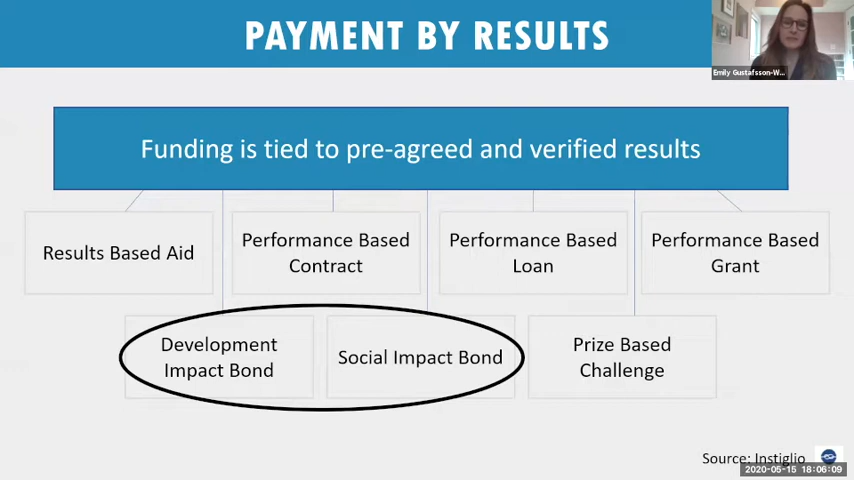 PAYMENT BY RESULTS
Emily Gustafsson-W...
Funding is tied to pre-agreed and verified results
Results Based Aid
Performance Based
Contract
Performance Based
Loan
Performance Based
Grant
Development
Impact Bond
Social Impact Bond
Prize Based
Challenge
Source: Instiglio
2020-05-15 18:06:09